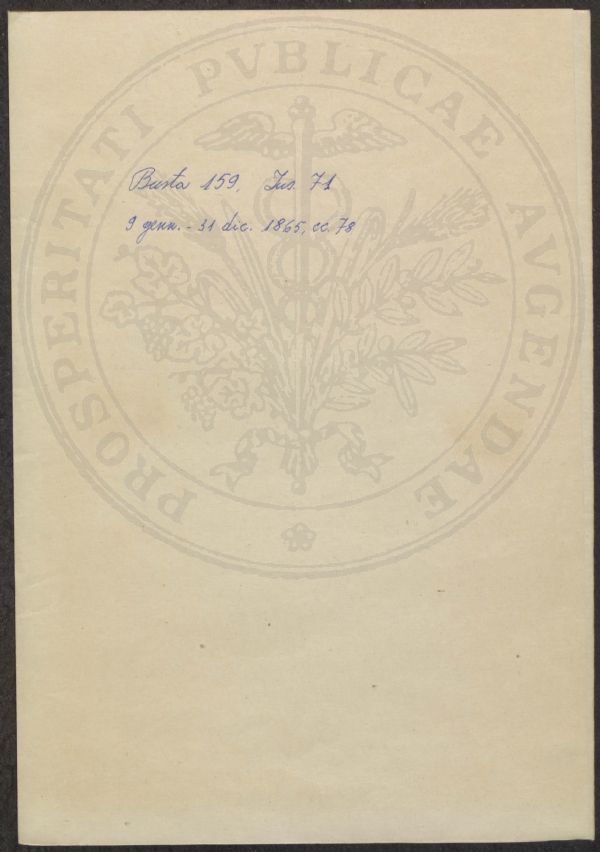 PROSPERITATI PVBLICAE AVGENDAE
Busta 159, Ins. 71
9 genn. - 31 dic. 1865, cc. 78